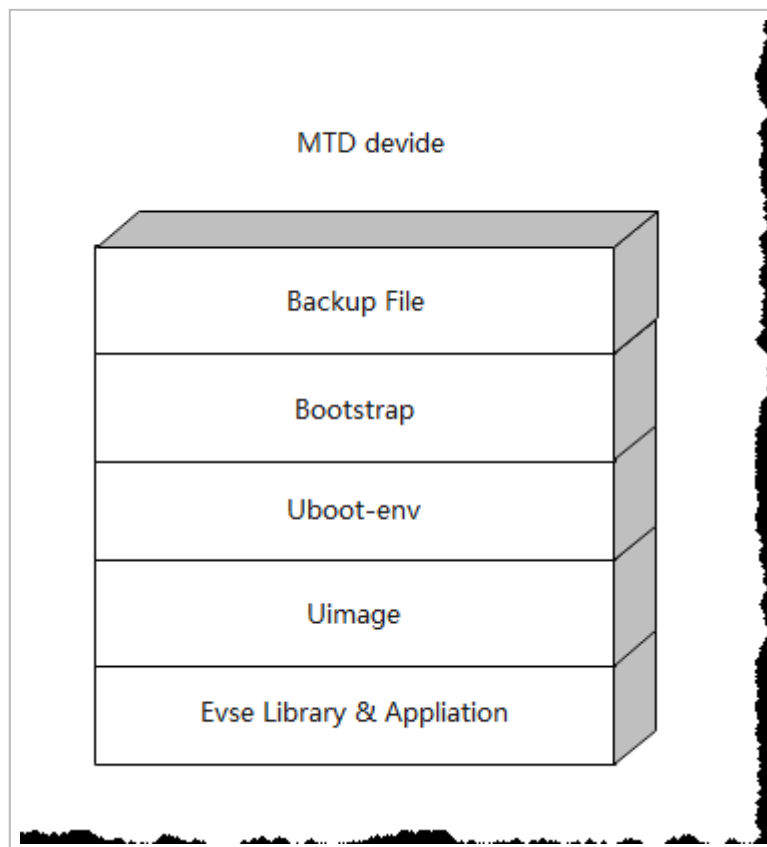 MTD devide
Backup File
Bootstrap
Uboot-env
Uimage
Evse Library & Appliation